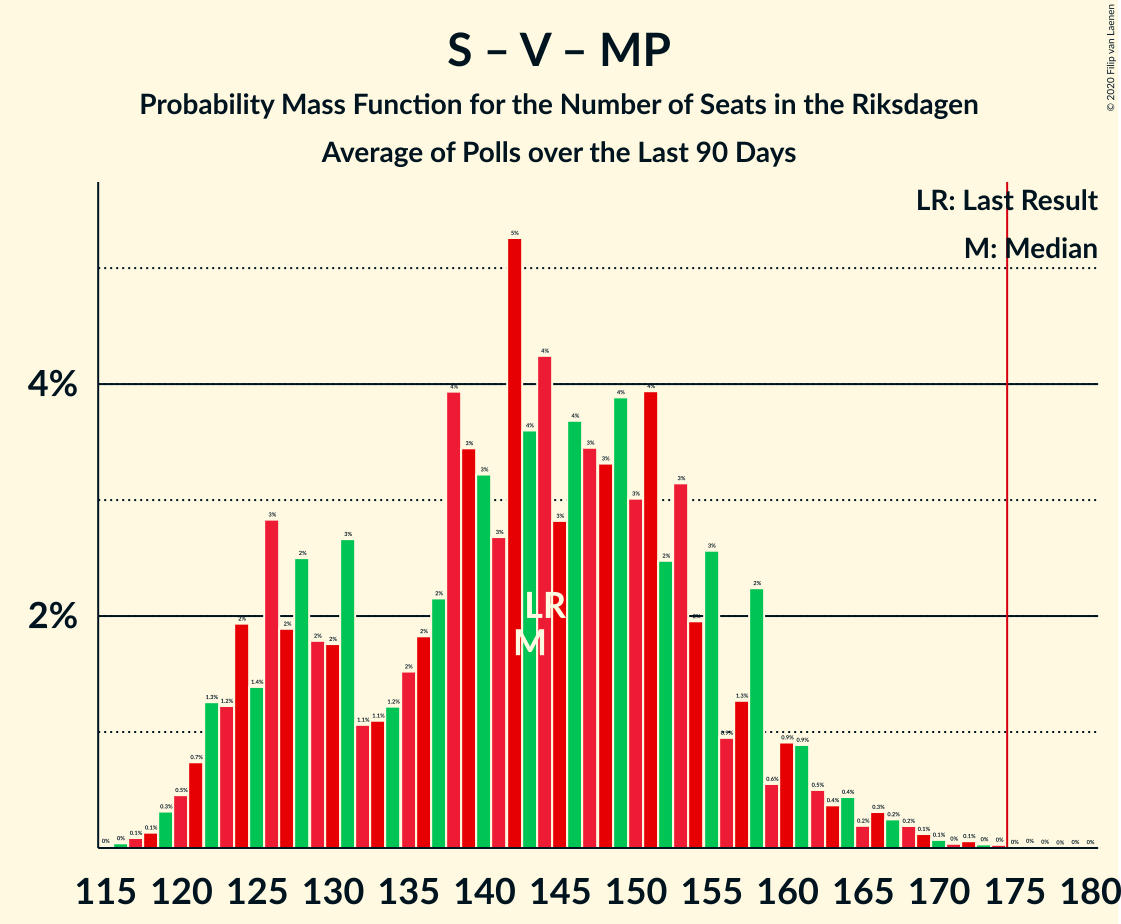 S – V – MP
Probability Mass Function for the Number of Seats in the Riksdagen
Average of Polls over the Last 90 Days
© 2020 Filip van Laenen
LR: Last Result
M: Median
4%
2%
0% 0% 0.1% 0.1% 0.3% 0.5% 0.7% 1.3% 1.2% 2% 1.4% 3% 2% 2% 2% 2% 3% 1.1% 1.1% 1.2% 2% 2% 2% 4% 3% 3% 3% 5% 4% 4% 3% 4% 3% 3% 4% 3% 4% 2% 3% 2% 3% 0.9% 1.3% 2% 0.6% 0.9% 0.9% 0.5% 0.4% 0.4% 0.2% 0.3% 0.2% 0.2% 0.1% 0.1% 0% 0.1% 0% 0% 0% 0% 0% 0% 0% 0%
LR
M
115 120 125 130 135 140 145 150 155 160 165 170 175 180